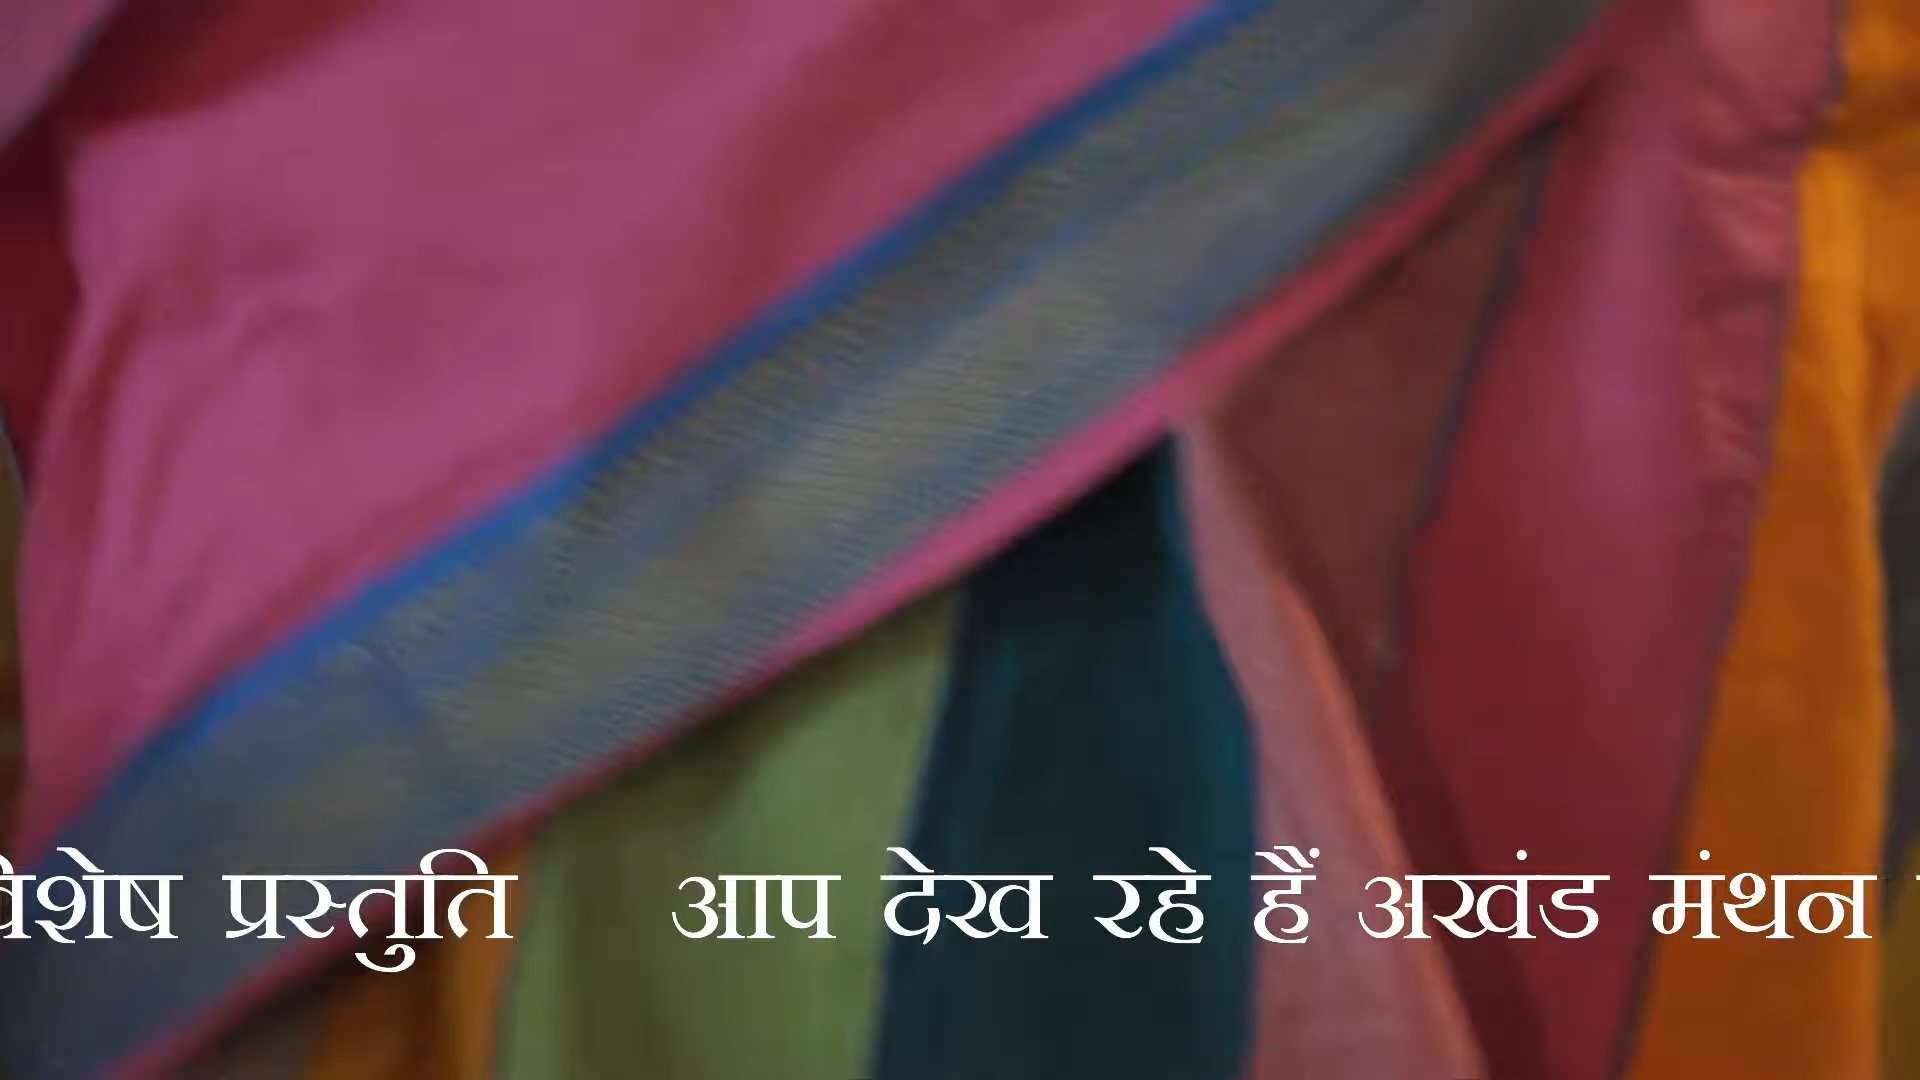 विशेष प्रस्तुति आप देख रहे हैं अखंड मंथन